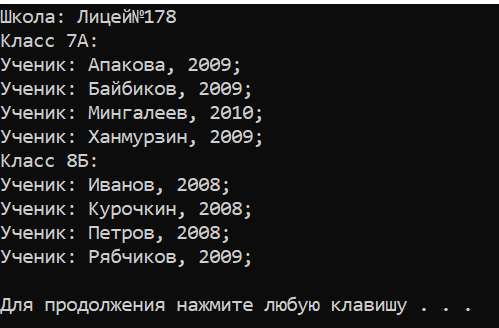 Школа: Лицей№178
Класс 7А:
Ученик: Апакова, 2009;
Ученик: Байбиков, 2009;
Ученик: Мингалеев, 2010;
Ученик: Ханмурзин, 2009;
Класс 8Б:
Ученик: Иванов, 2008;
Ученик: Курочкин, 2008;
Ученик: Петров, 2008;
Ученик: Рябчиков, 2009;
Для продолжения нажмите любую клавишу . . .